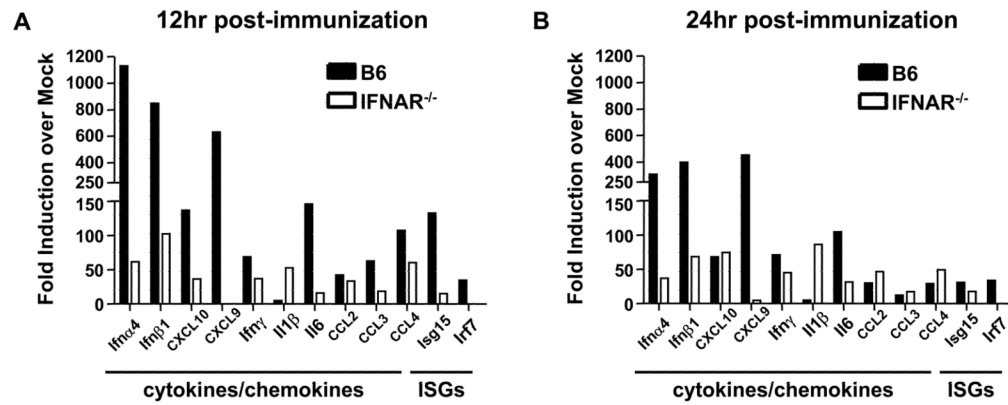 A
12hr post-immunization
Fold Induction over Mock
1200
1000
800
600
400
250
150
100
50
0
B6
IFNAR-/-
Ifnα4
Ifnβ1
CXCL10
CXCL9
Ifnγ
Il1β
Il6
CCL2
CCL3
CCL4
Isg15
Irf7
cytokines/chemokines
ISGs
B
24hr post-immunization
Fold Induction over Mock
1200
1000
800
600
400
250
150
100
50
0
B6
IFNAR-/-
Ifnα4
Ifnβ1
CXCL10
CXCL9
Ifnγ
Il1β
Il6
CCL2
CCL3
CCL4
Isg15
Irf7
cytokines/chemokines
ISGs